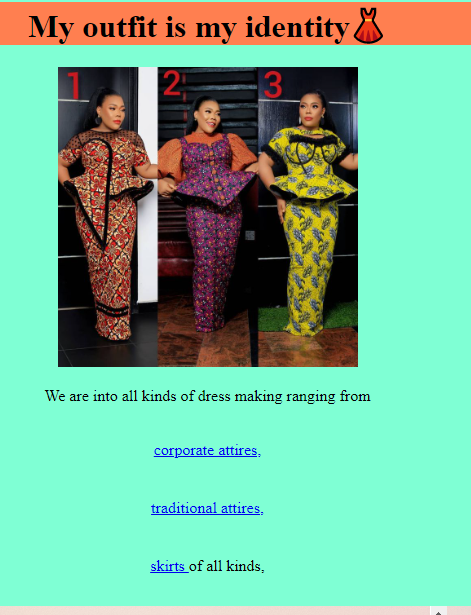 My outfit is my identity👗
1 2 3
We are into all kinds of dress making ranging from
corporate attires,
traditional attires,
skirts of all kinds,